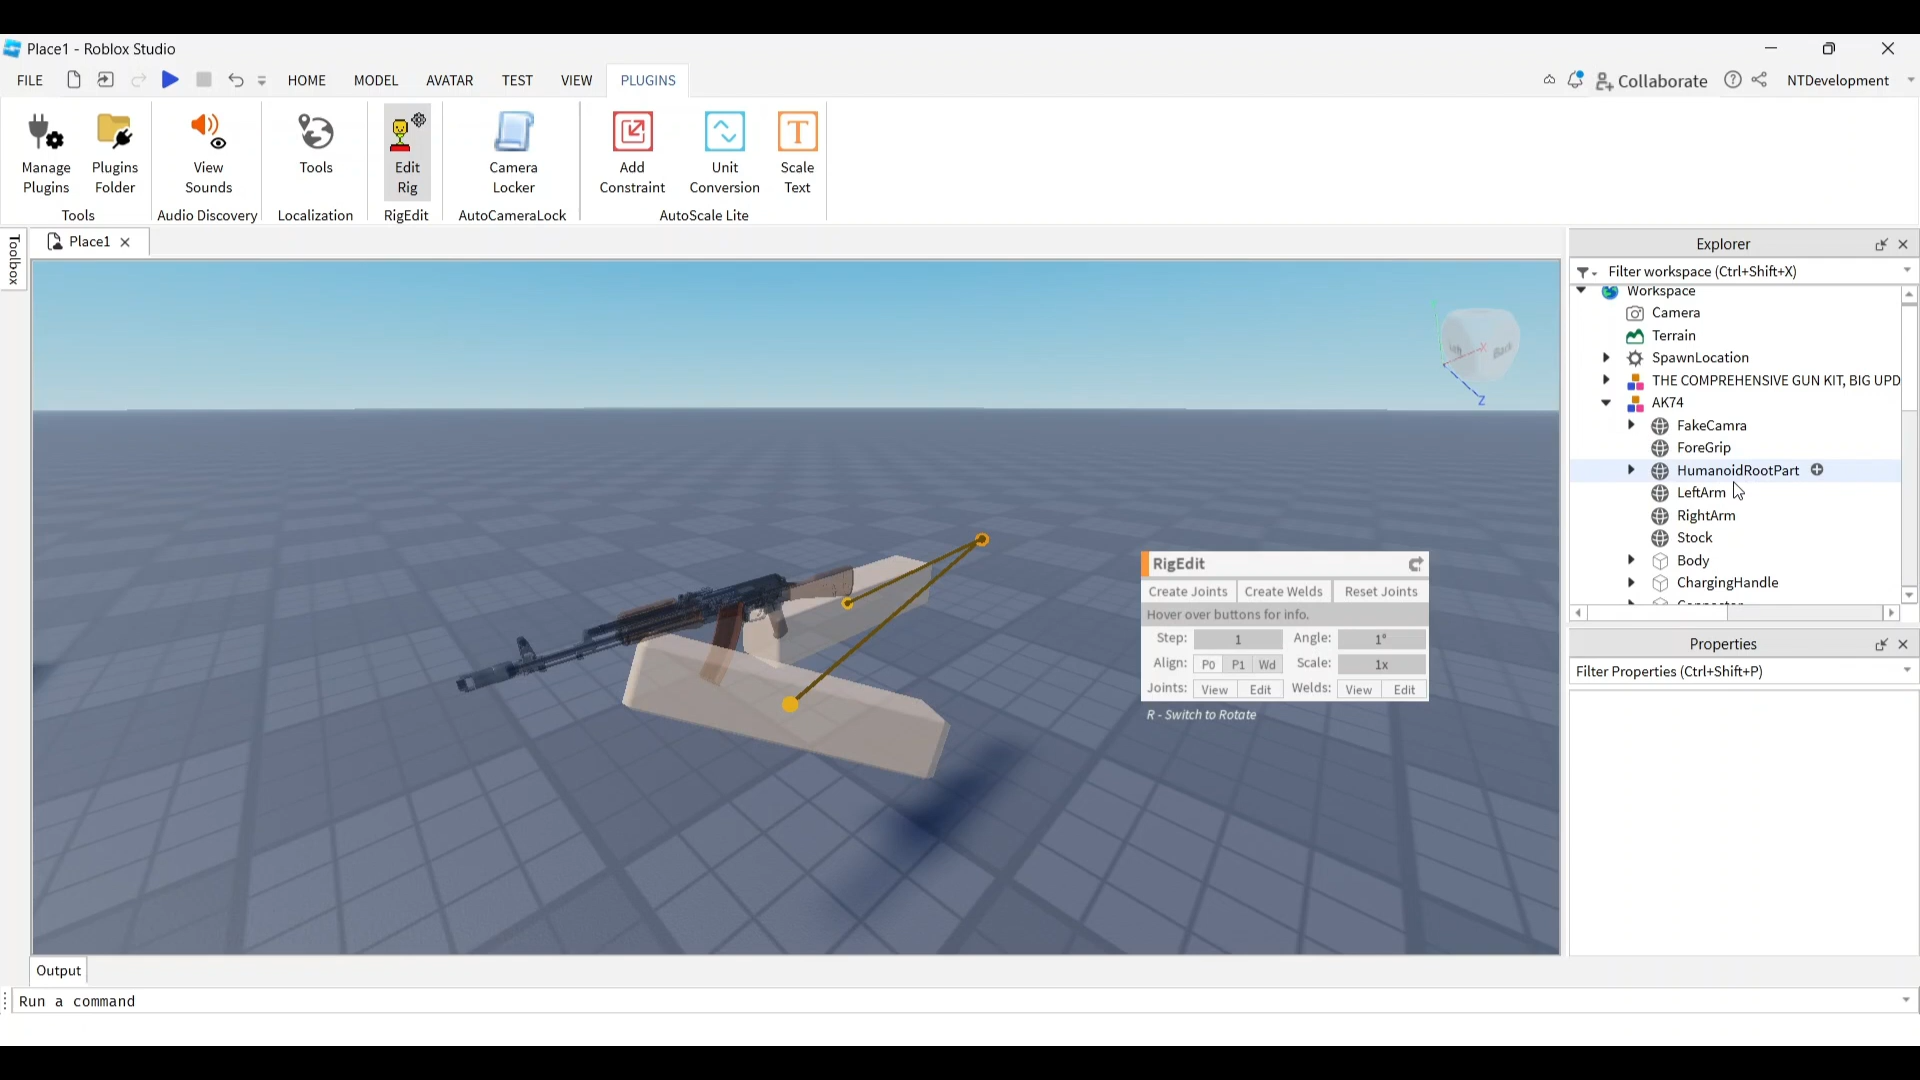 Place1 - Roblox Studio
FILE HOME MODEL AVATAR TEST VIEW PLUGINS Collaborate NTDevelopment
Manage Plugins
Plugins Folder
View Sounds
Tools
Edit Rig
Camera Locker
Add Constraint
Unit Conversion
Scale Text
Tools Audio Discovery Localization RigEdit AutoCameraLock AutoScale Lite
Toolbox
Place1
Back
X
Z
RigEdit
Create Joints Create Welds Reset Joints
Hover over buttons for info.
Step: 1 Angle: 1°
Align: P0 P1 Wd Scale: 1x
Joints: View Edit Welds: View Edit
R - Switch to Rotate
Explorer
Filter workspace (Ctrl+Shift+X)
Workspace
Camera
Terrain
SpawnLocation
THE COMPREHENSIVE GUN KIT, BIG UPD
AK74
FakeCamra
ForeGrip
HumanoidRootPart
LeftArm
RightArm
Stock
Body
ChargingHandle
Properties
Filter Properties (Ctrl+Shift+P)
Output
Run a command